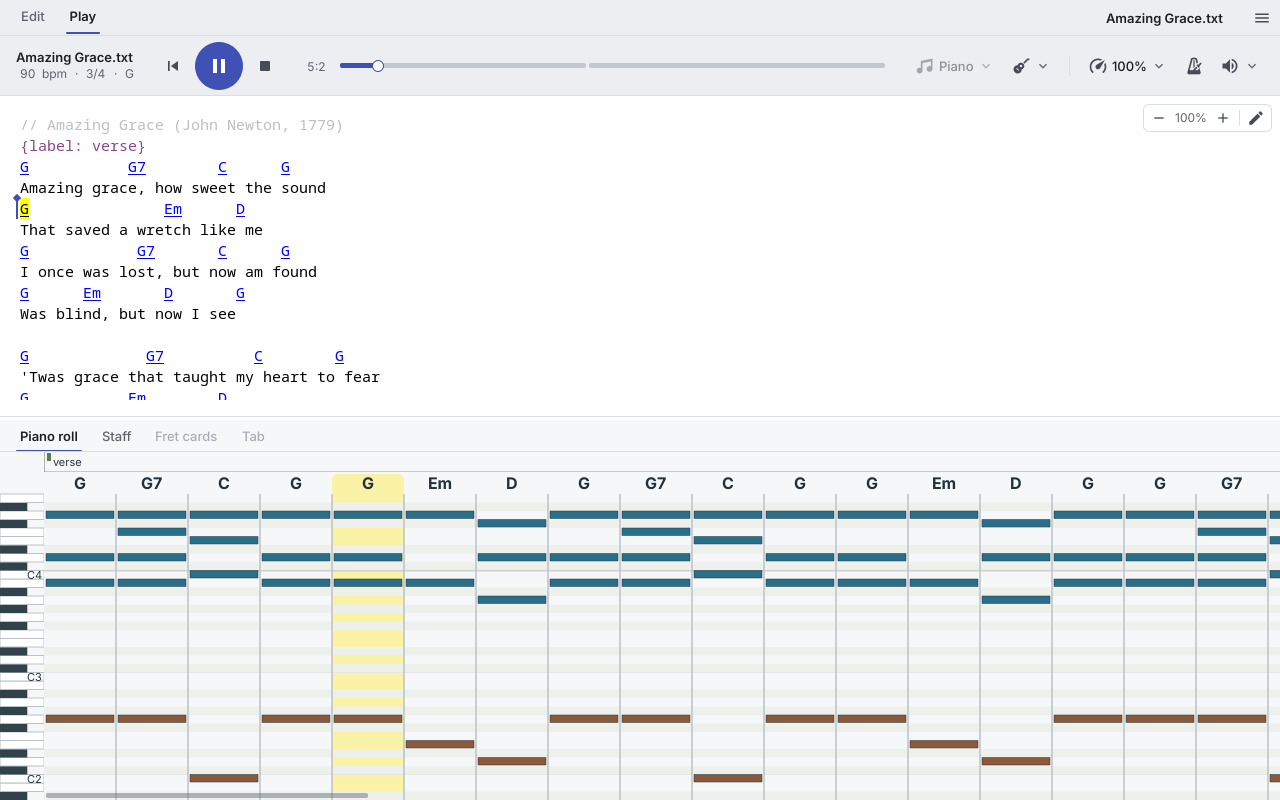 Edit Play Amazing Grace.txt
Amazing Grace.txt
90 bpm · 3/4 · G
5:2 Piano 100%
100%
// Amazing Grace (John Newton, 1779)
{label: verse}
G G7 C G
Amazing grace, how sweet the sound
G Em D
That saved a wretch like me
G G7 C G
I once was lost, but now am found
G Em D G
Was blind, but now I see
G G7 C G
'Twas grace that taught my heart to fear
G Em D
Piano roll Staff Fret cards Tab
verse
G G7 C G G Em D G G7 C G G Em D G G G7
C4
C3
C2